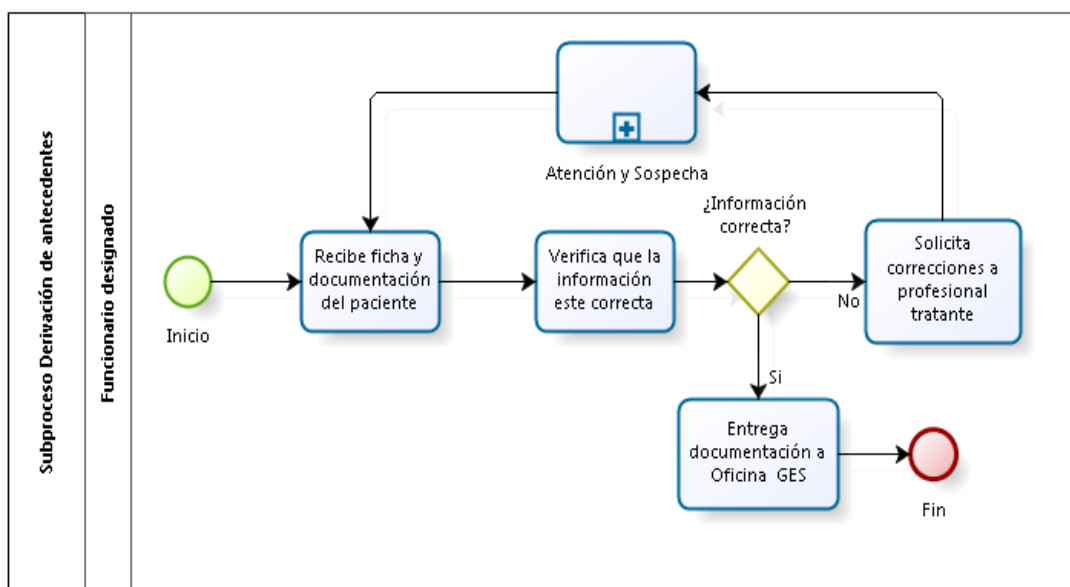 Subproceso Derivación de antecedentes
Funcionario designado
Inicio
Recibe ficha y
documentación
del paciente
Verifica que la
información
este correcta
¿Información
correcta?
No
Solicita
correcciones a
profesional
tratante
Atención y Sospecha
Si
Entrega
documentación a
Oficina GES
Fin